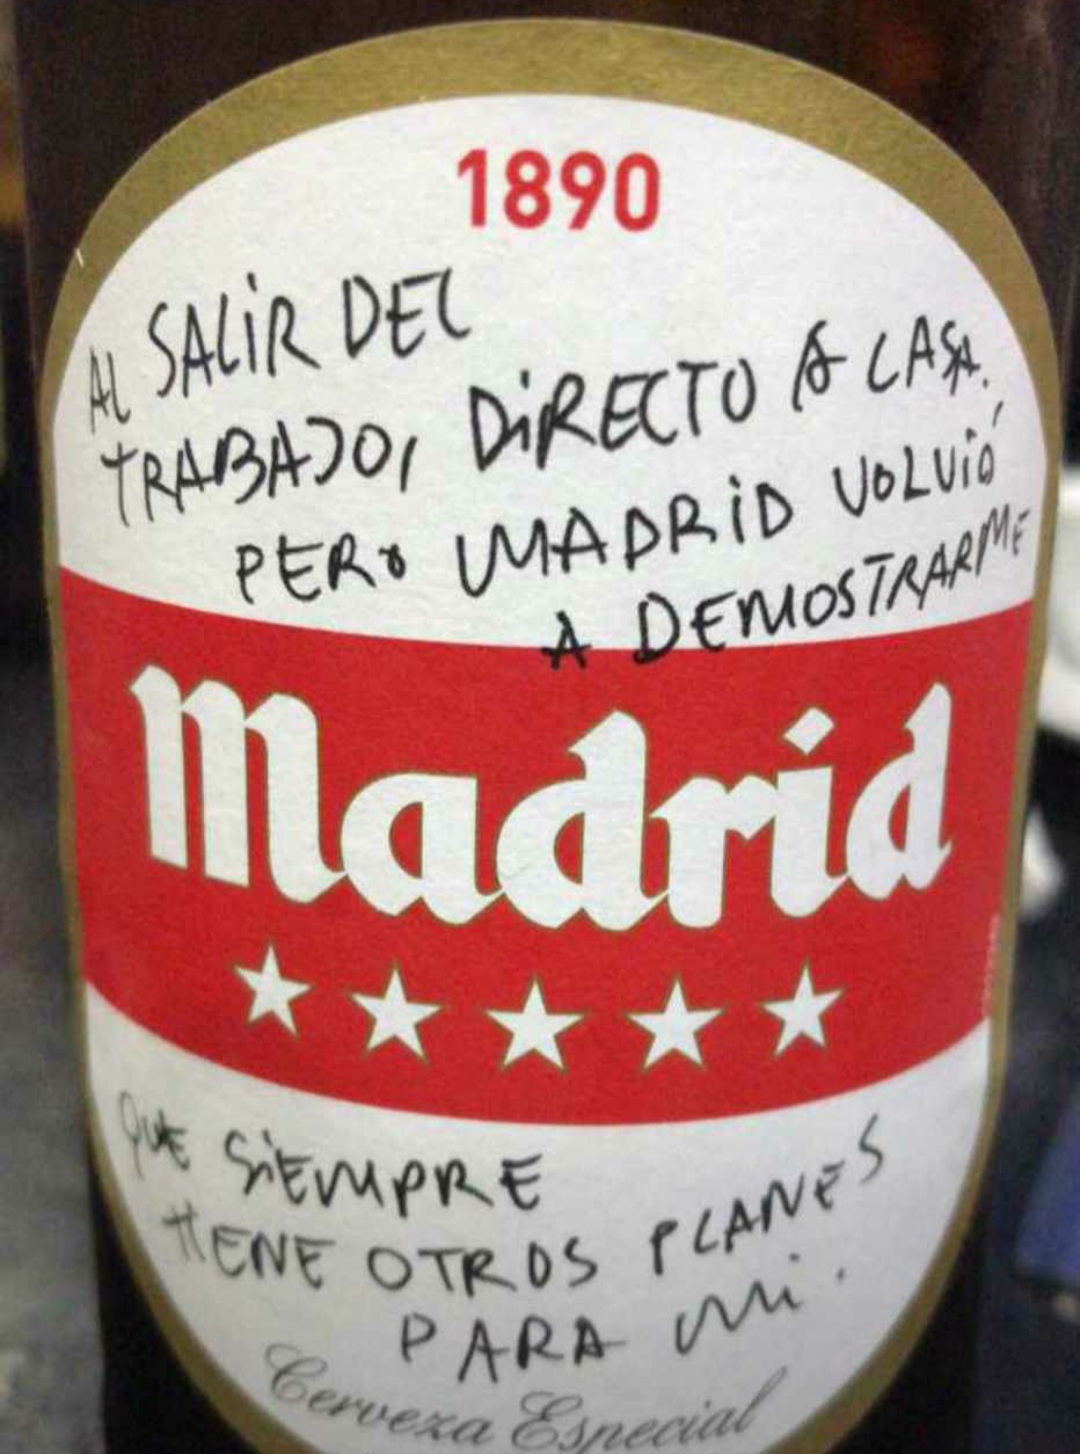 1890
AL SALIR DEL
TRABAJO, DIRECTO A CASA.
PERO MADRID VOLVIÓ
A DEMOSTRARME
Madrid
QUE SIEMPRE
TIENE OTROS PLANES
PARA MI.
Cerveza Especial